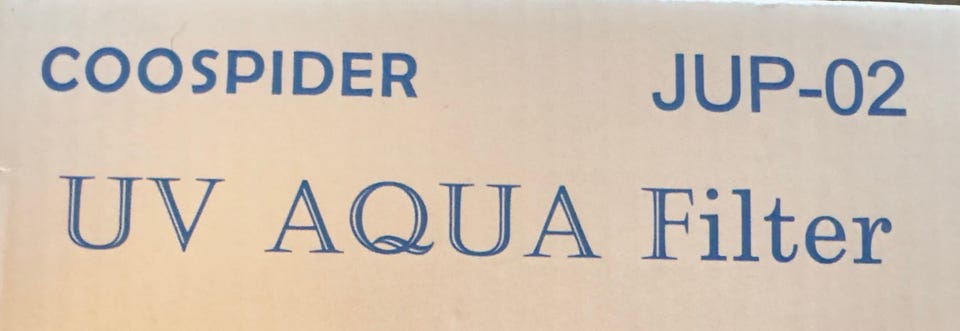 COOSPIDER JUP-02
UV AQUA Filter